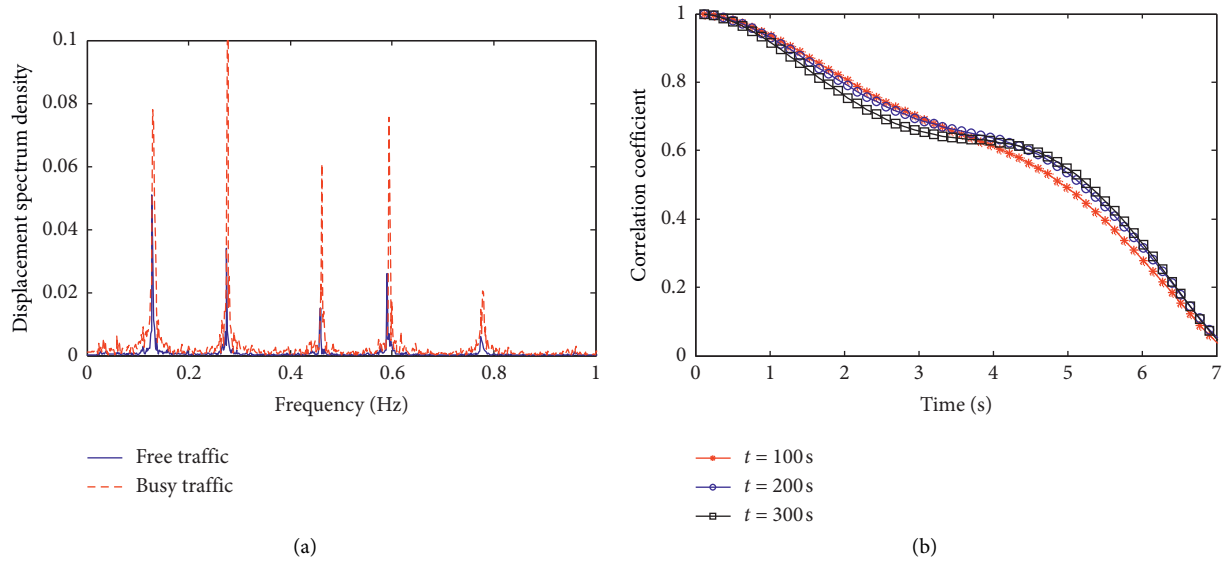 Displacement spectrum density
0.1
0.08
0.06
0.04
0.02
0
0 0.2 0.4 0.6 0.8 1
Frequency (Hz)
Free traffic
Busy traffic
(a)
Correlation coefficient
1
0.8
0.6
0.4
0.2
0
0 1 2 3 4 5 6 7
Time (s)
t = 100 s
t = 200 s
t = 300 s
(b)